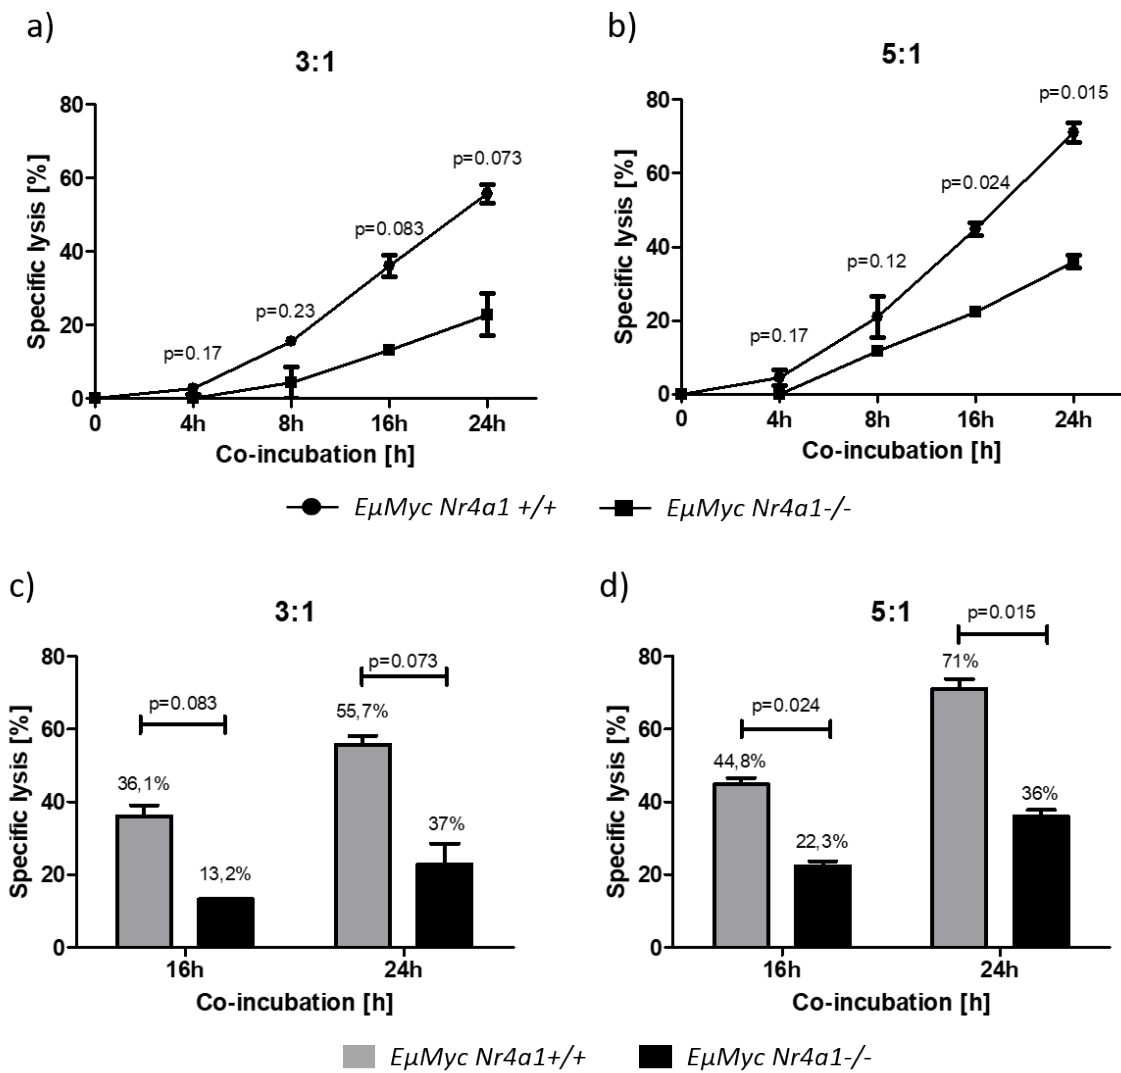 a)
3:1
Specific lysis [%]
80
60
40
20
0
p=0.17
p=0.23
p=0.083
p=0.073
0 4h 8h 16h 24h
Co-incubation [h]
b)
5:1
Specific lysis [%]
80
60
40
20
0
p=0.17
p=0.12
p=0.024
p=0.015
0 4h 8h 16h 24h
Co-incubation [h]
EµMyc Nr4a1 +/+ EµMyc Nr4a1-/-
c)
3:1
Specific lysis [%]
80
60
40
20
0
p=0.083
p=0.073
36,1%
13,2%
55,7%
37%
16h 24h
Co-incubation [h]
d)
5:1
Specific lysis [%]
80
60
40
20
0
p=0.024
p=0.015
44,8%
22,3%
71%
36%
16h 24h
Co-incubation [h]
EµMyc Nr4a1+/+ EµMyc Nr4a1-/-